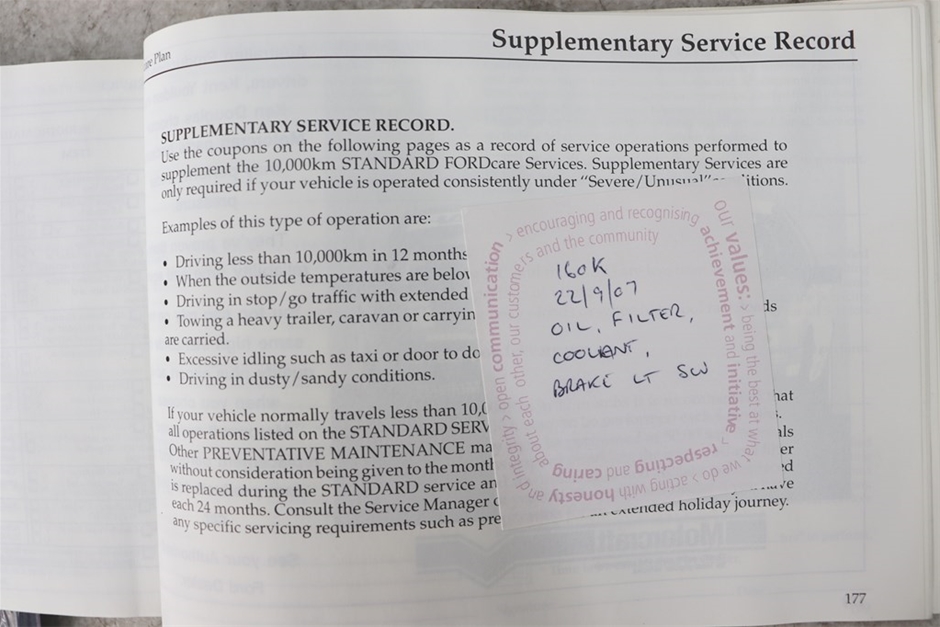 Plan
Supplementary Service Record
SUPPLEMENTARY SERVICE RECORD.
Use the coupons on the following pages as a record of service operations performed to
supplement the 10,000km STANDARD FORDcare Services. Supplementary Services are
only required if your vehicle is operated consistently under "Severe/Unusual"
Examples of this type of operation are:
• Driving less than 10,000km in 12 months
• When the outside temperatures are
• Driving in stop/go traffic with extended
• Towing a heavy trailer, caravan or
are carried.
• Excessive idling such as taxi or door to
• Driving in dusty/sandy conditions.
If your vehicle normally travels less than
all operations listed on the STANDARD
Other PREVENTATIVE MAINTENANCE
without consideration being given to the
is replaced during the STANDARD service
each 24 months. Consult the Service Manager
any specific servicing requirements such as
extended holiday journey.
our values: > being the best at what we do > acting with honesty and integrity > open communication > encouraging and recognising achievement and initiative > respecting and caring about each other, our customers and the community
160K
22/9/07
OIL, FILTER,
COOLANT,
BRAKE LT SW
177